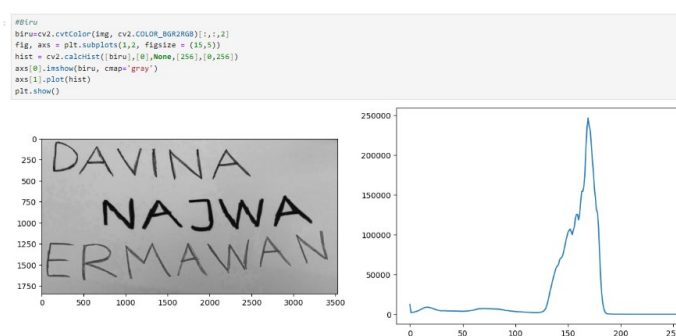 #Biru
biru=cv2.cvtColor(img, cv2.COLOR_BGR2RGB)[:,:,2]
fig, axs = plt.subplots(1,2, figsize = (15,5))
hist = cv2.calcHist([biru],[0],None,[256],[0,256])
axs[0].imshow(biru, cmap='gray')
axs[1].plot(hist)
plt.show()
0
250
500
750
1000
1250
1500
1750
0 500 1000 1500 2000 2500 3000 3500
DAVINA
NAJWA
ERMAWAN
250000
200000
150000
100000
50000
0
0 50 100 150 200